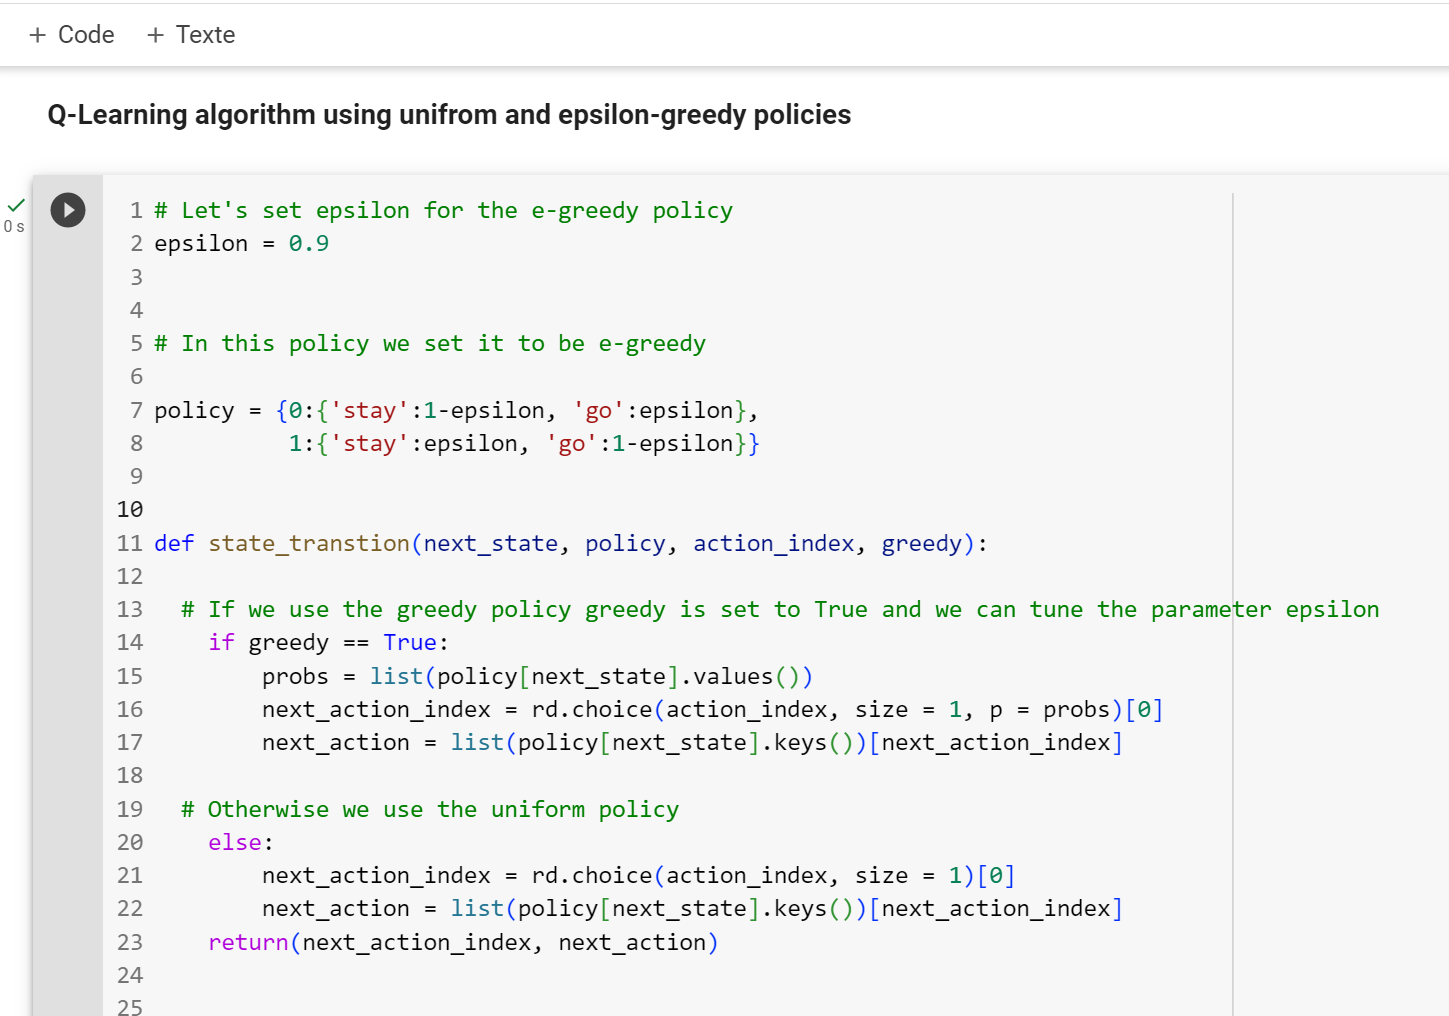 + Code + Texte
Q-Learning algorithm using unifrom and epsilon-greedy policies
0 s
1 # Let's set epsilon for the e-greedy policy
2 epsilon = 0.9
3
4
5 # In this policy we set it to be e-greedy
6
7 policy = {0:{'stay':1-epsilon, 'go':epsilon},
8           1:{'stay':epsilon, 'go':1-epsilon}}
9
10
11 def state_transtion(next_state, policy, action_index, greedy):
12
13   # If we use the greedy policy greedy is set to True and we can tune the parameter epsilon
14     if greedy == True:
15         probs = list(policy[next_state].values())
16         next_action_index = rd.choice(action_index, size = 1, p = probs)[0]
17         next_action = list(policy[next_state].keys())[next_action_index]
18
19   # Otherwise we use the uniform policy
20     else:
21         next_action_index = rd.choice(action_index, size = 1)[0]
22         next_action = list(policy[next_state].keys())[next_action_index]
23     return(next_action_index, next_action)
24
25